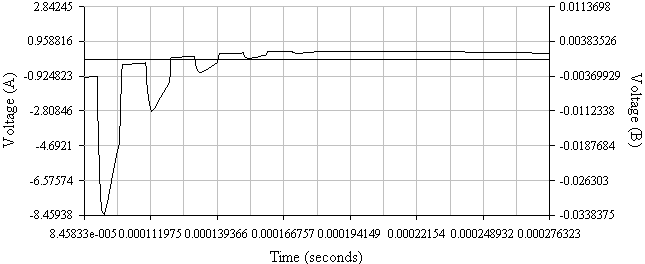 2.84245 0.0113698
0.958816 0.00383526
-0.924823 -0.00369929
-2.80846 -0.0112338
-4.6921 -0.0187684
-6.57574 -0.026303
-8.45938 -0.0338375
Voltage (A)
Voltage (B)
8.45833e-005 0.000111975 0.000139366 0.000166757 0.000194149 0.00022154 0.000248932 0.000276323
Time (seconds)